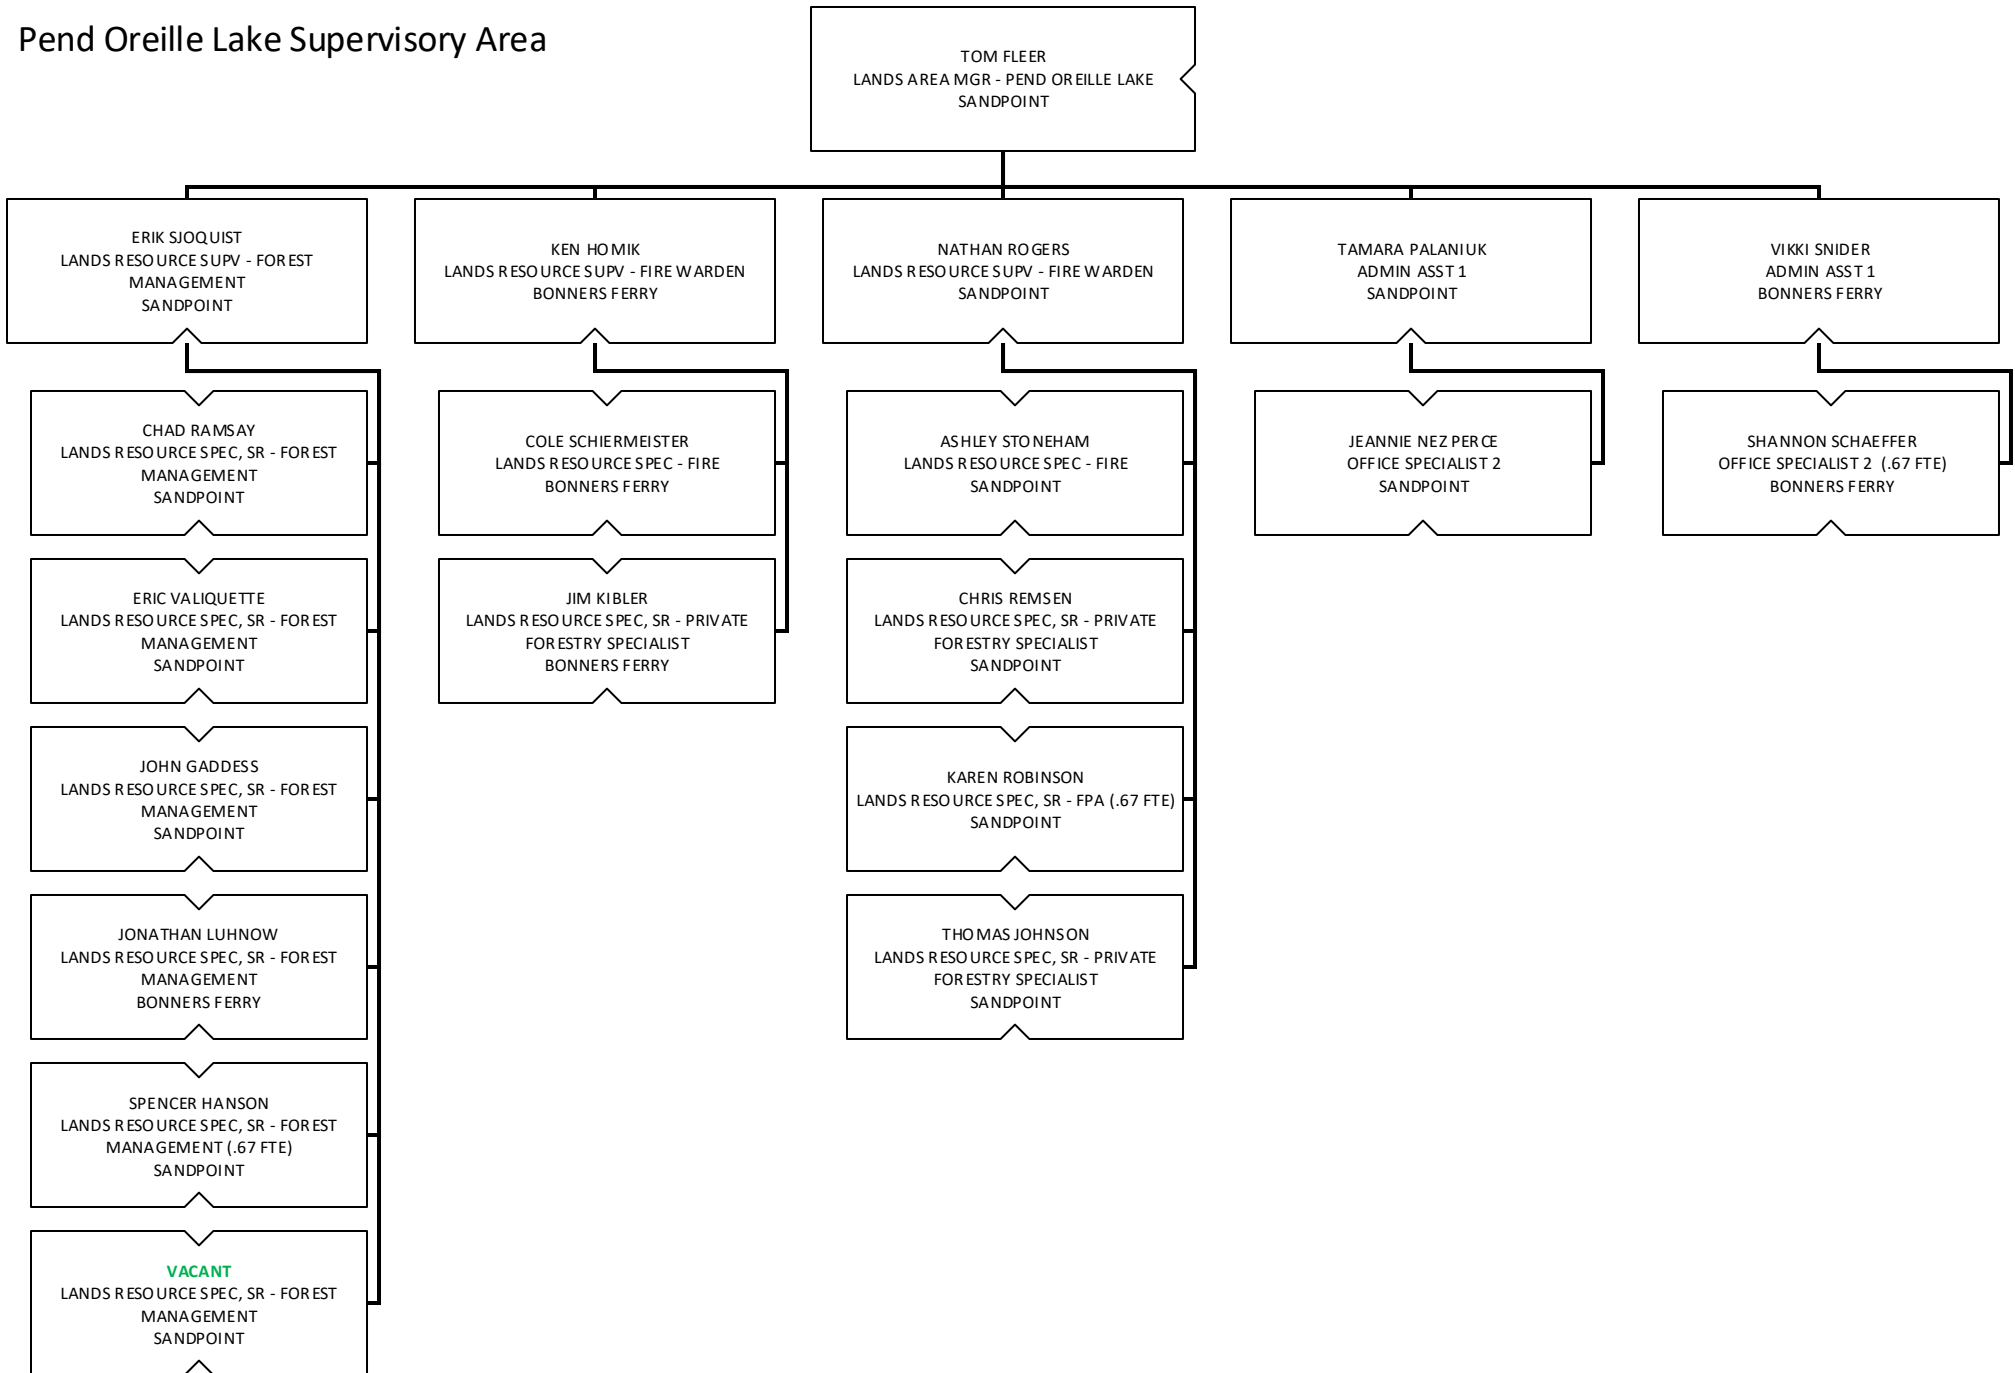 Pend Oreille Lake Supervisory Area
TOM FLEER
LANDS AREA MGR - PEND OREILLE LAKE
SANDPOINT
ERIK SJOQUIST
LANDS RESOURCE SUPV - FOREST
MANAGEMENT
SANDPOINT
KEN HOMIK
LANDS RESOURCE SUPV - FIRE WARDEN
BONNERS FERRY
NATHAN ROGERS
LANDS RESOURCE SUPV - FIRE WARDEN
SANDPOINT
TAMARA PALANIUK
ADMIN ASST 1
SANDPOINT
VIKKI SNIDER
ADMIN ASST 1
BONNERS FERRY
CHAD RAMSAY
LANDS RESOURCE SPEC, SR - FOREST
MANAGEMENT
SANDPOINT
ERIC VALIQUETTE
LANDS RESOURCE SPEC, SR - FOREST
MANAGEMENT
SANDPOINT
JOHN GADDESS
LANDS RESOURCE SPEC, SR - FOREST
MANAGEMENT
SANDPOINT
JONATHAN LUHNOW
LANDS RESOURCE SPEC, SR - FOREST
MANAGEMENT
BONNERS FERRY
SPENCER HANSON
LANDS RESOURCE SPEC, SR - FOREST
MANAGEMENT (.67 FTE)
SANDPOINT
VACANT
LANDS RESOURCE SPEC, SR - FOREST
MANAGEMENT
SANDPOINT
COLE SCHIERMEISTER
LANDS RESOURCE SPEC - FIRE
BONNERS FERRY
JIM KIBLER
LANDS RESOURCE SPEC, SR - PRIVATE
FORESTRY SPECIALIST
BONNERS FERRY
ASHLEY STONEHAM
LANDS RESOURCE SPEC - FIRE
SANDPOINT
CHRIS REMSEN
LANDS RESOURCE SPEC, SR - PRIVATE
FORESTRY SPECIALIST
SANDPOINT
KAREN ROBINSON
LANDS RESOURCE SPEC, SR - FPA (.67 FTE)
SANDPOINT
THOMAS JOHNSON
LANDS RESOURCE SPEC, SR - PRIVATE
FORESTRY SPECIALIST
SANDPOINT
JEANNIE NEZ PERCE
OFFICE SPECIALIST 2
SANDPOINT
SHANNON SCHAEFFER
OFFICE SPECIALIST 2 (.67 FTE)
BONNERS FERRY